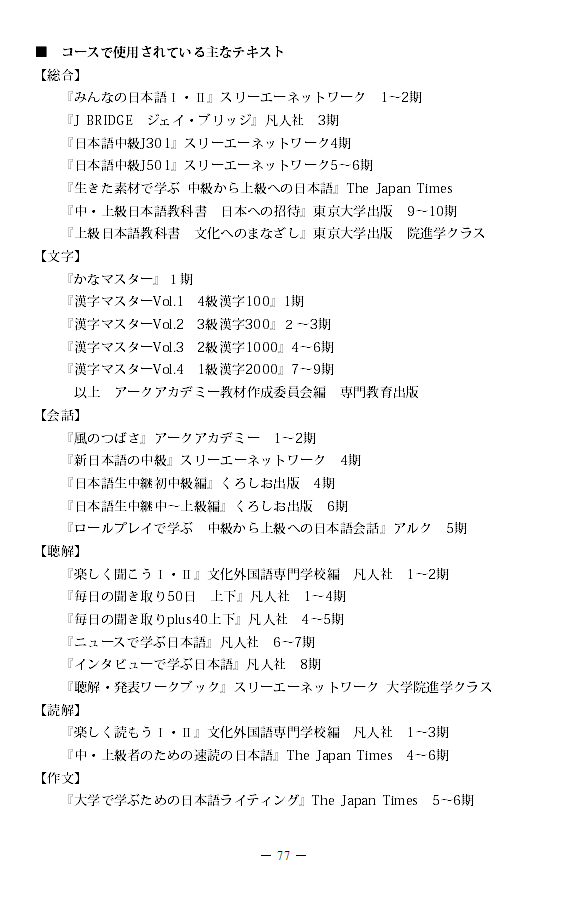 ■　コースで使用されている主なテキスト
【総合】
『みんなの日本語Ⅰ・Ⅱ』スリーエーネットワーク　1～2期
『J BRIDGE　ジェイ・ブリッジ』凡人社　3期
『日本語中級J301』スリーエーネットワーク4期
『日本語中級J501』スリーエーネットワーク5～6期
『生きた素材で学ぶ 中級から上級への日本語』The Japan Times
『中・上級日本語教科書　日本への招待』東京大学出版　9～10期
『上級日本語教科書　文化へのまなざし』東京大学出版　院進学クラス
【文字】
『かなマスター』１期
『漢字マスターVol.1　4級漢字100』1期
『漢字マスターVol.2　3級漢字300』２～3期
『漢字マスターVol.3　2級漢字1000』4～6期
『漢字マスターVol.4　1級漢字2000』7～9期
以上　アークアカデミー教材作成委員会編　専門教育出版
【会話】
『風のつばさ』アークアカデミー　1～2期
『新日本語の中級』スリーエーネットワーク　4期
『日本語生中継初中級編』くろしお出版　4期
『日本語生中継中～上級編』くろしお出版　6期
『ロールプレイで学ぶ　中級から上級への日本語会話』アルク　5期
【聴解】
『楽しく聞こうⅠ・Ⅱ』文化外国語専門学校編　凡人社　1～2期
『毎日の聞き取り50日　上下』凡人社　1～4期
『毎日の聞き取りplus40上下』凡人社　4～5期
『ニュースで学ぶ日本語』凡人社　6～7期
『インタビューで学ぶ日本語』凡人社　8期
『聴解・発表ワークブック』スリーエーネットワーク 大学院進学クラス
【読解】
『楽しく読もうⅠ・Ⅱ』文化外国語専門学校編　凡人社　1～3期
『中・上級者のための速読の日本語』The Japan Times　4～6期
【作文】
『大学で学ぶための日本語ライティング』The Japan Times　5～6期
― 77 ―